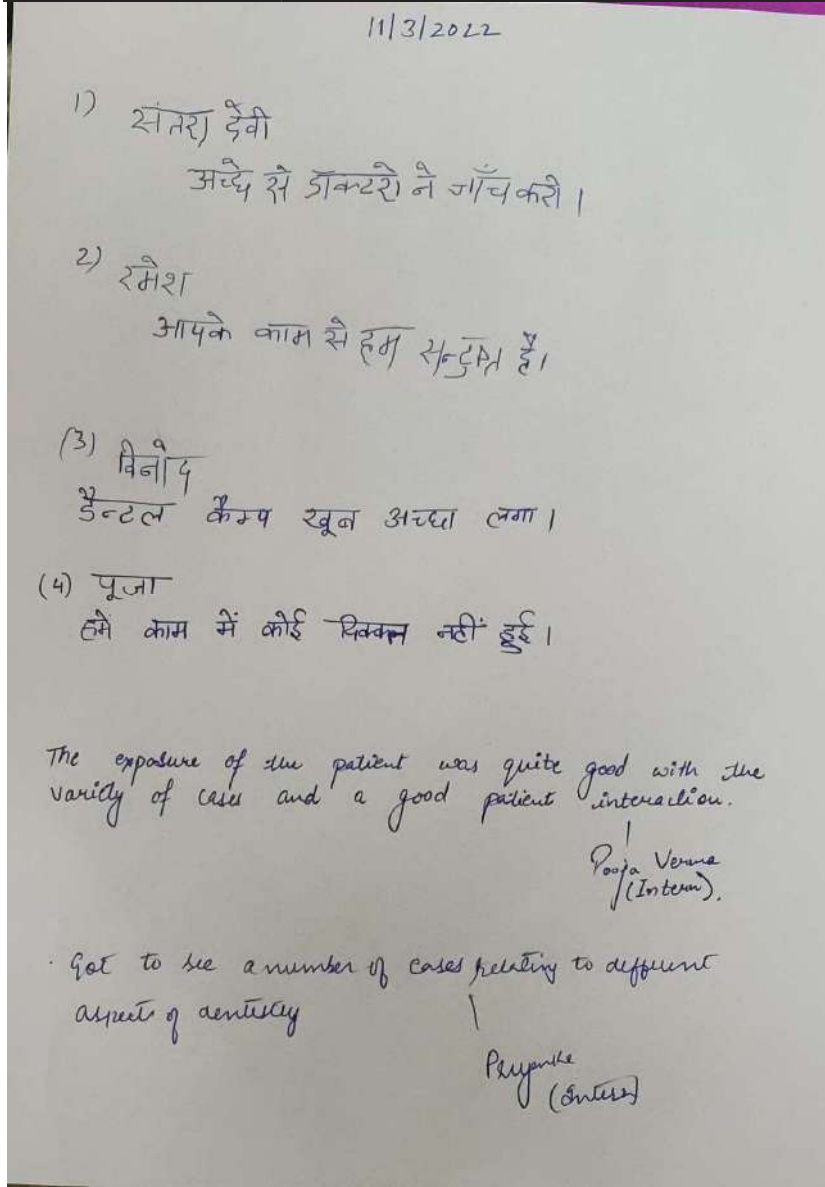 11/3/2022
1) संतरा देवी
अच्छे से डॉक्टरो ने जाँच करी।
2) रमेश
आपके काम से हम सन्टुष्त है।
(3) विनोद
डैन्टल कैम्प खूब अच्छा लगा।
(4) पूजा
हमें काम में कोई दिक्कत नहीं हुई।
The exposure of the patient was quite good with the
variety of cases and a good patient interaction.
Pooja Verma
(Intern).
Got to see a number of cases relating to different
aspects of dentistry
Priyanka
(Intern)